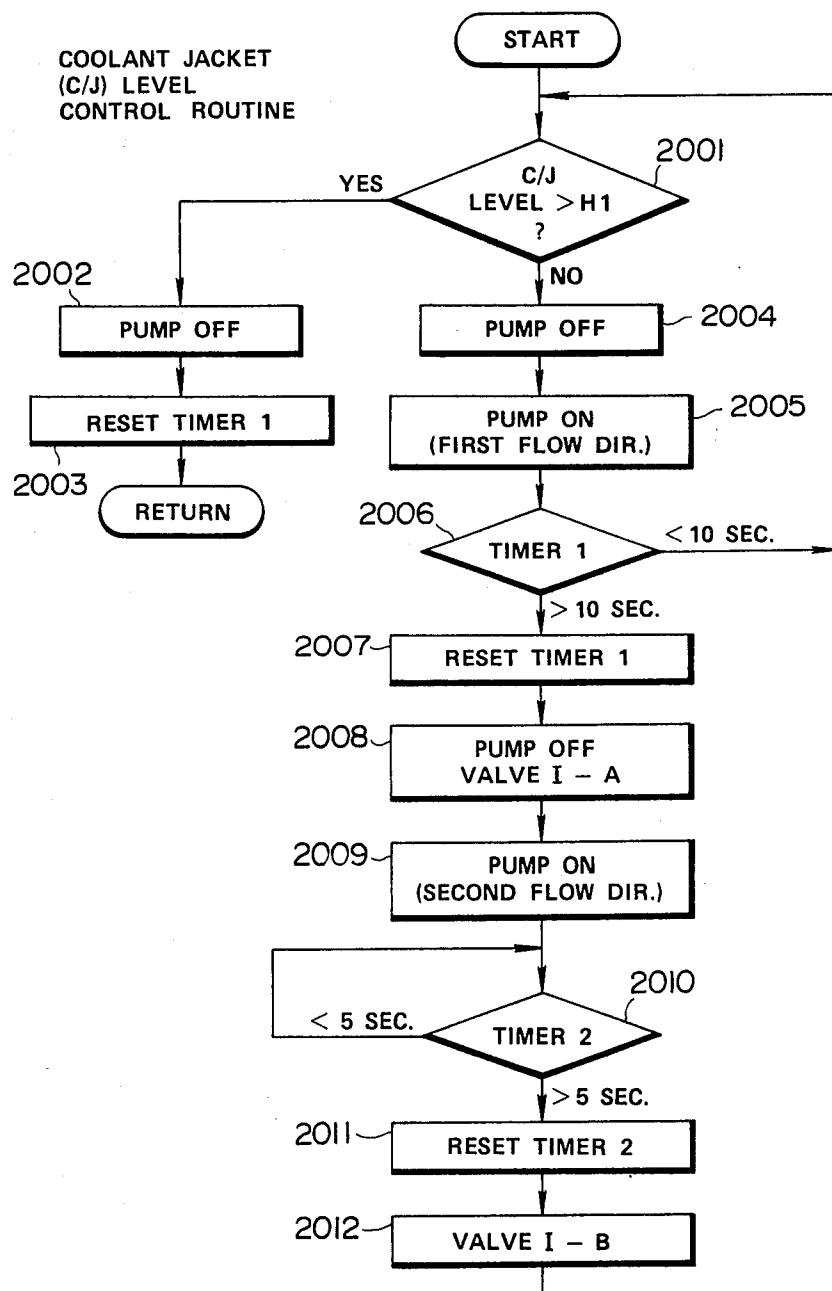 START
COOLANT JACKET
(C/J) LEVEL
CONTROL ROUTINE
2001
C/J
LEVEL > H1
?
YES
NO
2002
PUMP OFF
2004
PUMP OFF
RESET TIMER 1
2003
2005
PUMP ON
(FIRST FLOW DIR.)
RETURN
2006
TIMER 1
< 10 SEC.
> 10 SEC.
2007
RESET TIMER 1
2008
PUMP OFF
VALVE I – A
2009
PUMP ON
(SECOND FLOW DIR.)
2010
< 5 SEC.
TIMER 2
> 5 SEC.
2011
RESET TIMER 2
2012
VALVE I – B